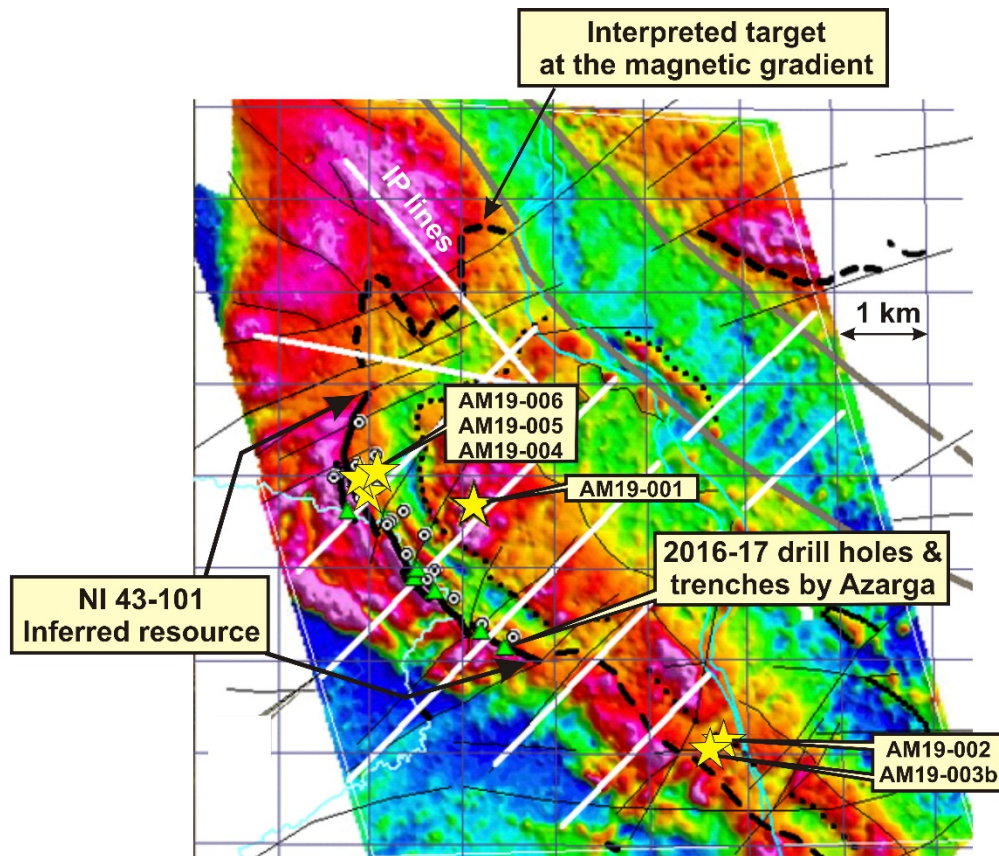 Interpreted target
at the magnetic gradient
IP lines
1 km
AM19-006
AM19-005
AM19-004
AM19-001
2016-17 drill holes &
trenches by Azarga
NI 43-101
Inferred resource
AM19-002
AM19-003b